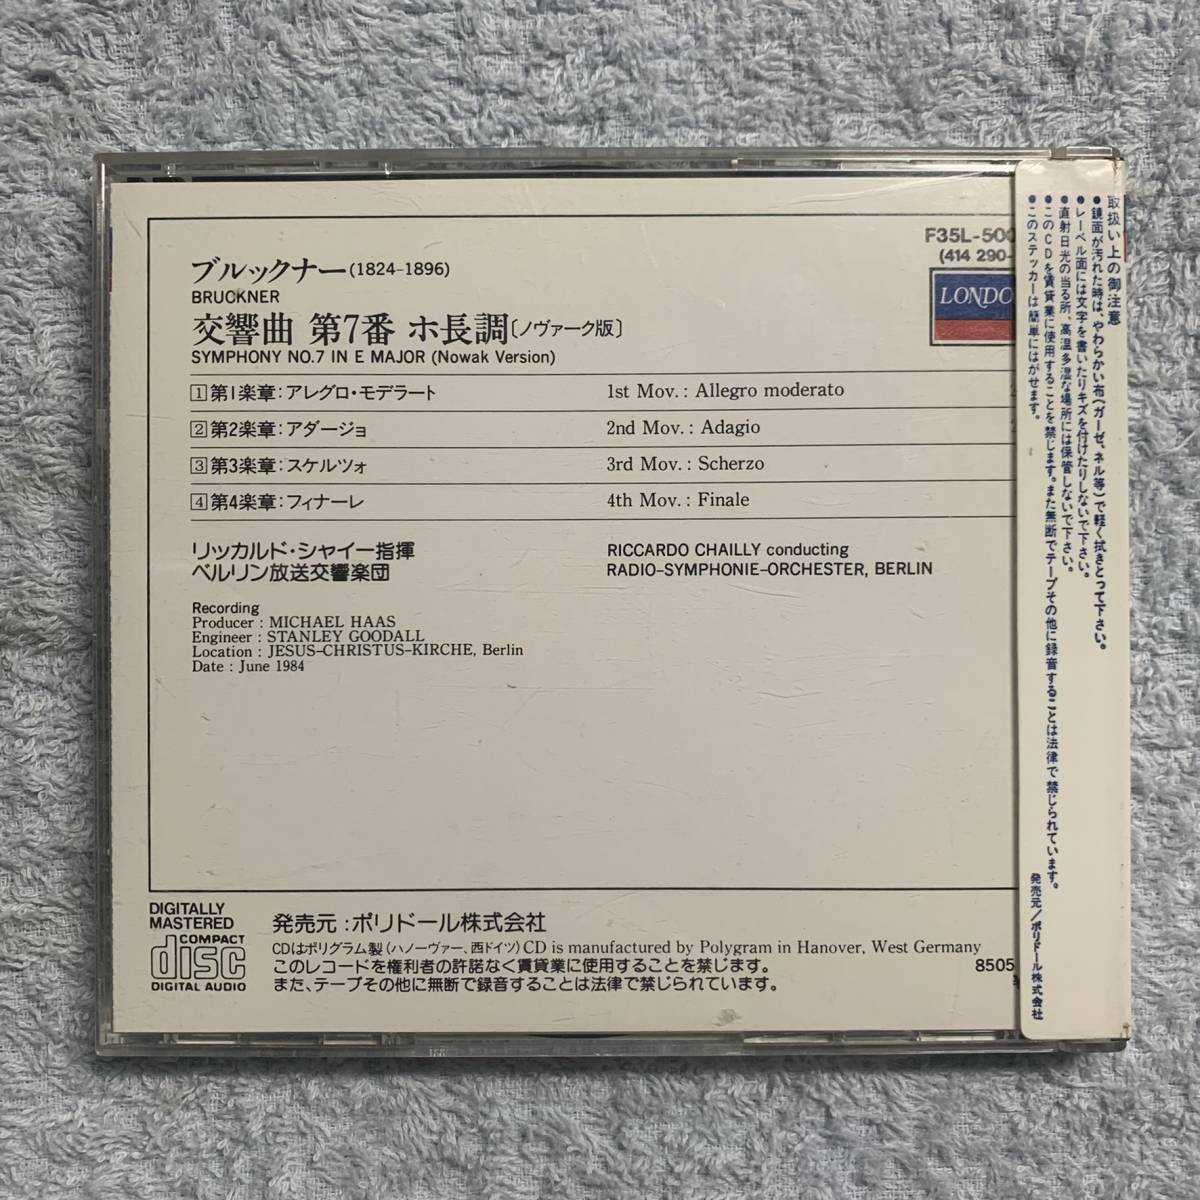 F35L-500
(414 290-
LONDO
ブルックナー(1824-1896)
BRUCKNER
交響曲 第7番 ホ長調〔ノヴァーク版〕
SYMPHONY NO.7 IN E MAJOR (Nowak Version)
1 第1楽章:アレグロ・モデラート 1st Mov.: Allegro moderato
2 第2楽章:アダージョ 2nd Mov.: Adagio
3 第3楽章:スケルツォ 3rd Mov.: Scherzo
4 第4楽章:フィナーレ 4th Mov.: Finale
リッカルド・シャイー指揮
ベルリン放送交響楽団
RICCARDO CHAILLY conducting
RADIO-SYMPHONIE-ORCHESTER, BERLIN
Recording
Producer : MICHAEL HAAS
Engineer : STANLEY GOODALL
Location : JESUS-CHRISTUS-KIRCHE, Berlin
Date : June 1984
DIGITALLY
MASTERED
COMPACT
disc
DIGITAL AUDIO
発売元:ポリドール株式会社
CDはポリグラム製(ハノーヴァー、西ドイツ) CD is manufactured by Polygram in Hanover, West Germany
このレコードを権利者の許諾なく賃貸業に使用することを禁じます。
また、テープその他に無断で録音することは法律で禁じられています。
8505
取扱い上の御注意
●鏡面が汚れた時は、やわらかい布(ガーゼ、ネル等)で軽く拭きとって下さい。
●レーベル面には文字を書いたりキズを付けたりしないで下さい。
●直射日光の当る所、高温多湿な場所には保管しないで下さい。
●このCDを賃貸業に使用することを禁じます。また無断でテープその他に録音することは法律で禁じられています。
●このステッカーは簡単にはがせます。
発売元/ポリドール株式会社